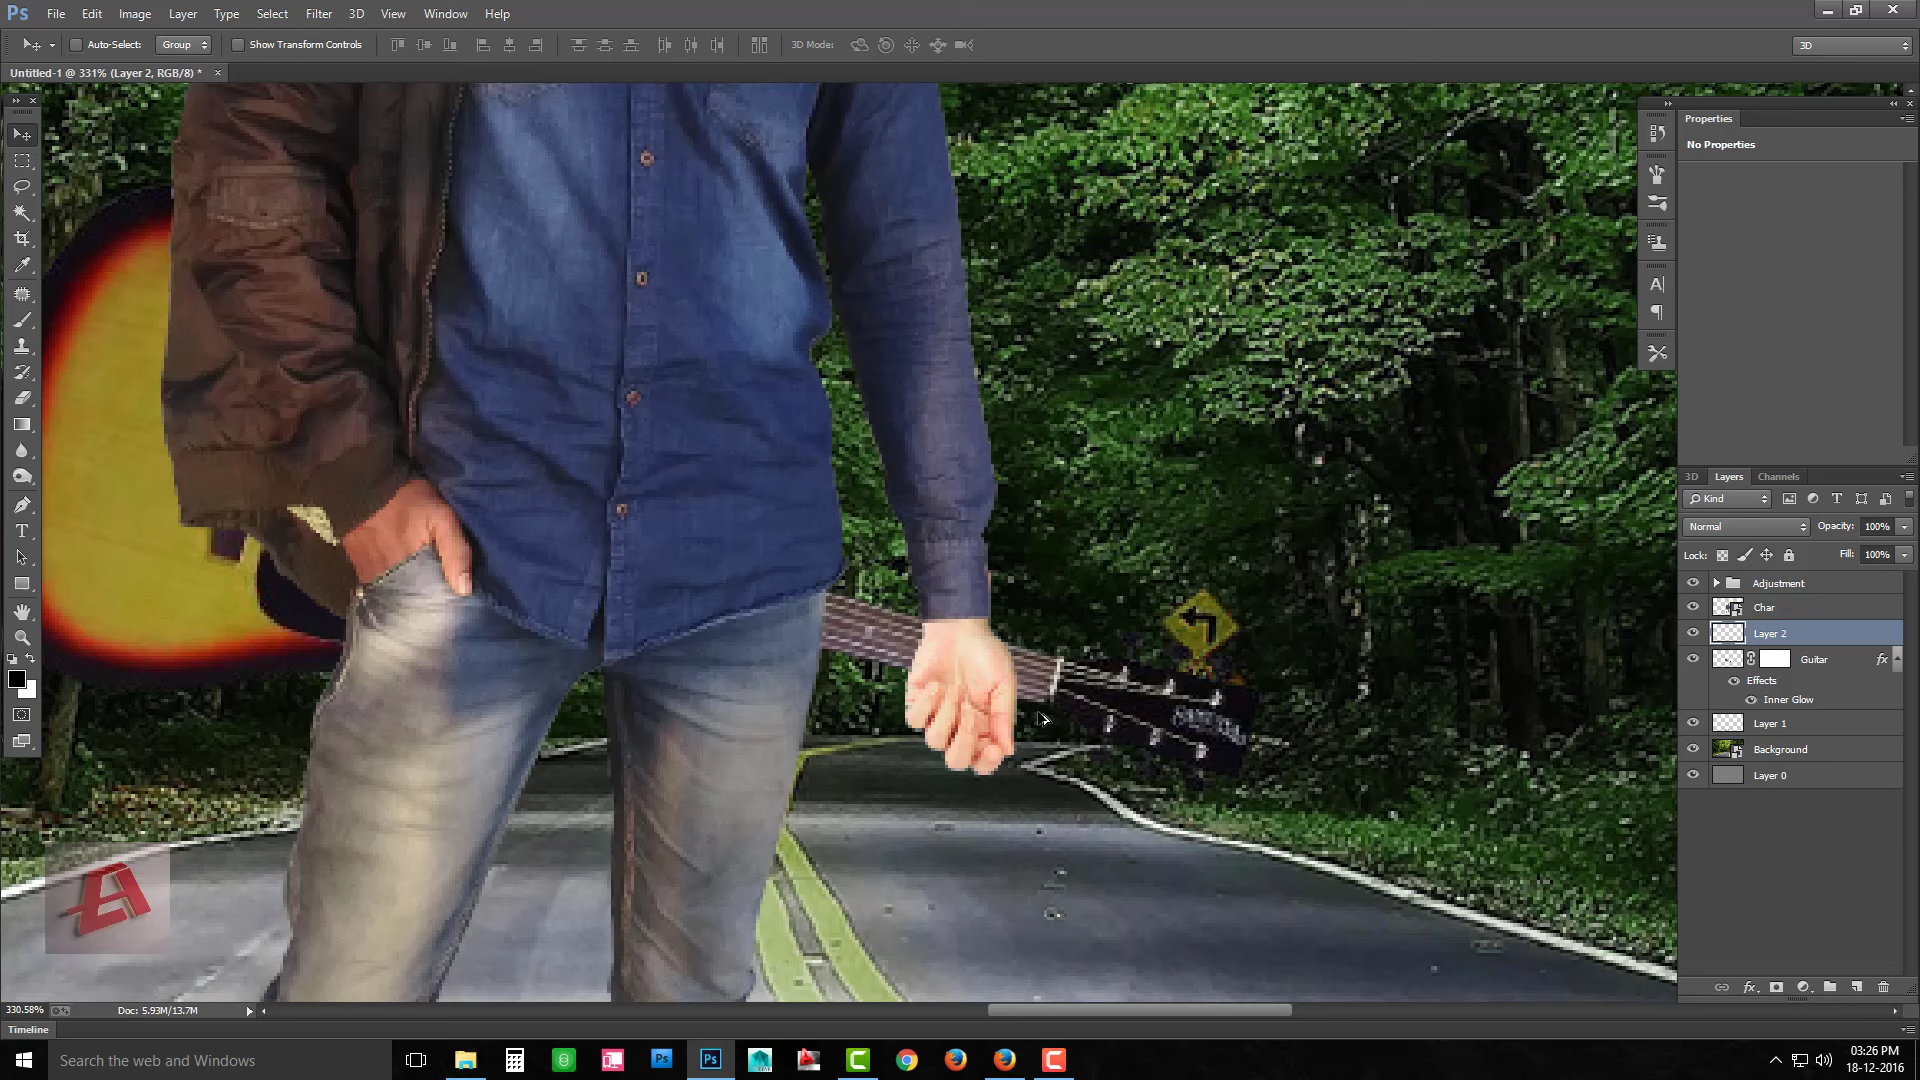 Ps File Edit Image Layer Type Select Filter 3D View Window Help
Auto-Select: Group Show Transform Controls 3D Mode: 3D
Untitled-1 @ 331% (Layer 2, RGB/8) * ×
Properties
No Properties
3D Layers Channels
Kind
Normal Opacity: 100%
Lock: Fill: 100%
Adjustment
Char
Layer 2
Guitar fx
Effects
Inner Glow
Layer 1
Background
Layer 0
330.58% Doc: 5.93M/13.7M
Timeline
Search the web and Windows
03:26 PM
18-12-2016